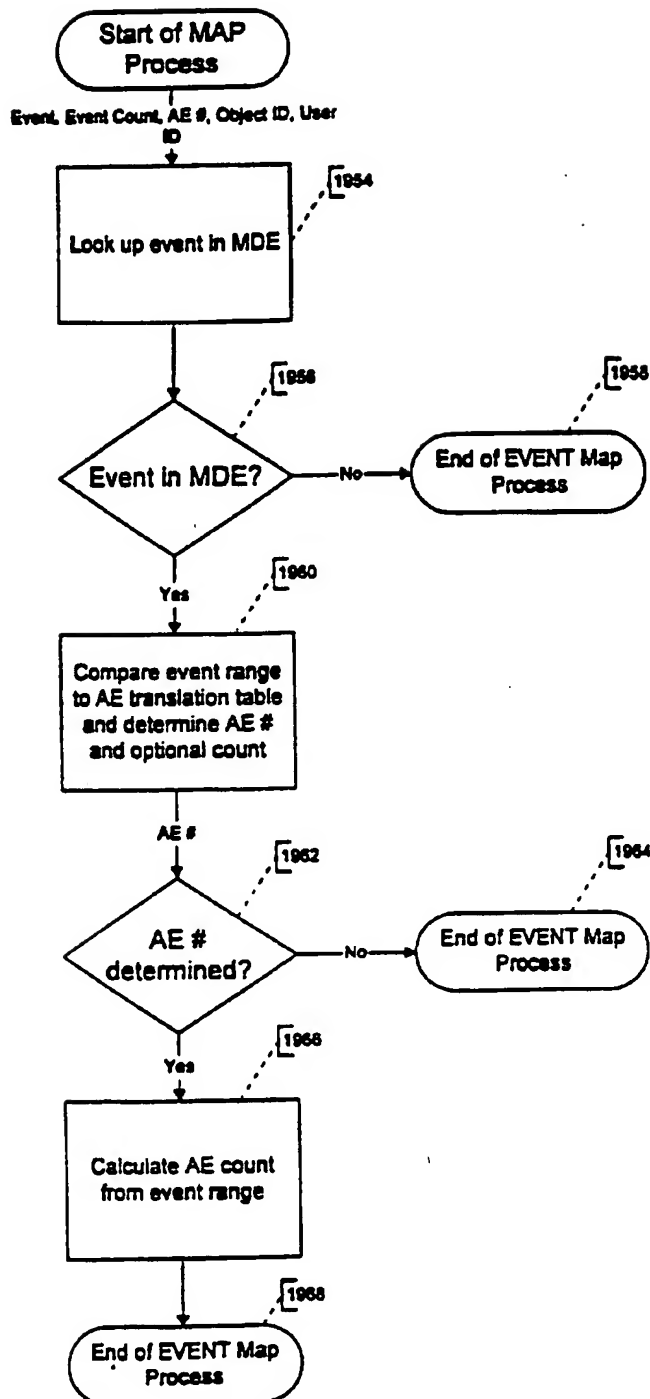 Start of MAP
Process
Event, Event Count, AE #, Object ID, User
ID
1954
Look up event in MDE
1956
1958
Event in MDE?
No
End of EVENT Map
Process
Yes
1960
Compare event range
to AE translation table
and determine AE #
and optional count
AE #
1962
1964
AE #
determined?
No
End of EVENT Map
Process
Yes
1966
Calculate AE count
from event range
1968
End of EVENT Map
Process